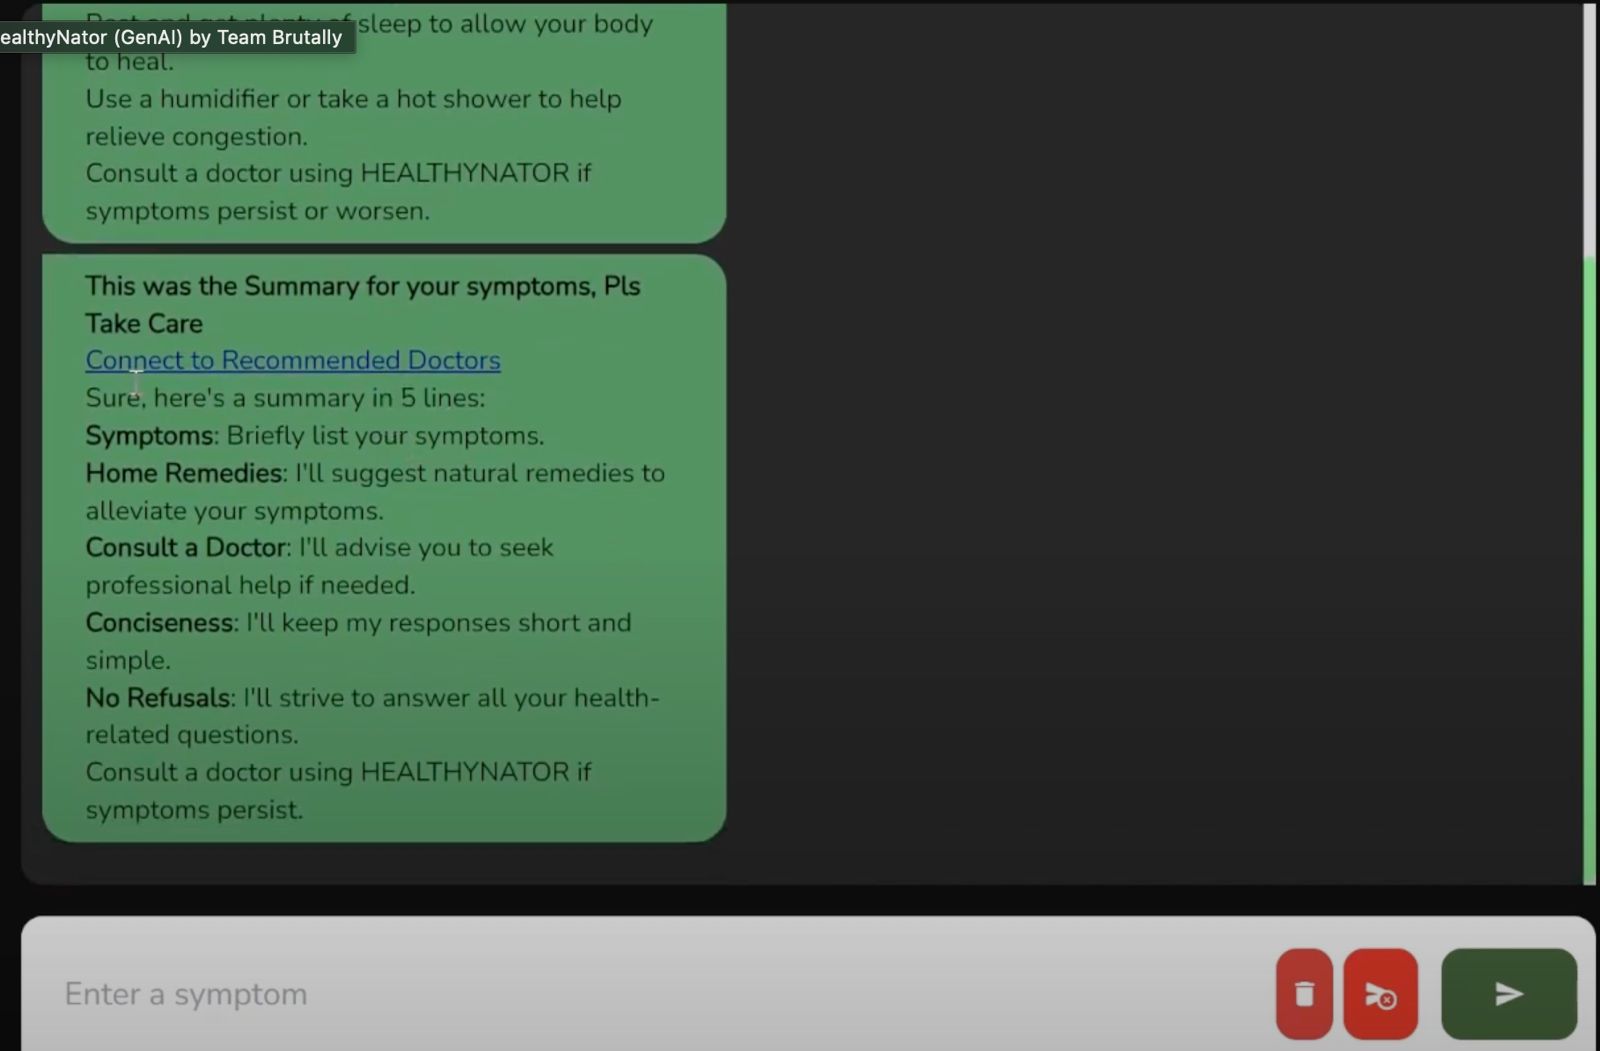 ealthyNator (GenAI) by Team Brutally
sleep to allow your body
to heal.
Use a humidifier or take a hot shower to help
relieve congestion.
Consult a doctor using HEALTHYNATOR if
symptoms persist or worsen.
This was the Summary for your symptoms, Pls
Take Care
Connect to Recommended Doctors
Sure, here's a summary in 5 lines:
Symptoms: Briefly list your symptoms.
Home Remedies: I'll suggest natural remedies to
alleviate your symptoms.
Consult a Doctor: I'll advise you to seek
professional help if needed.
Conciseness: I'll keep my responses short and
simple.
No Refusals: I'll strive to answer all your health-
related questions.
Consult a doctor using HEALTHYNATOR if
symptoms persist.
Enter a symptom